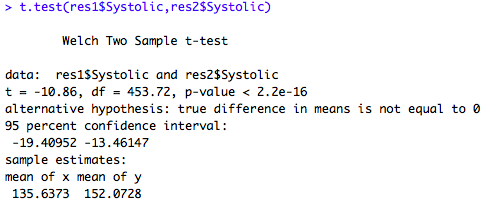 > t.test(res1$Systolic,res2$Systolic)
Welch Two Sample t-test
data:  res1$Systolic and res2$Systolic
t = -10.86, df = 453.72, p-value < 2.2e-16
alternative hypothesis: true difference in means is not equal to 0
95 percent confidence interval:
-19.40952 -13.46147
sample estimates:
mean of x mean of y
135.6373  152.0728